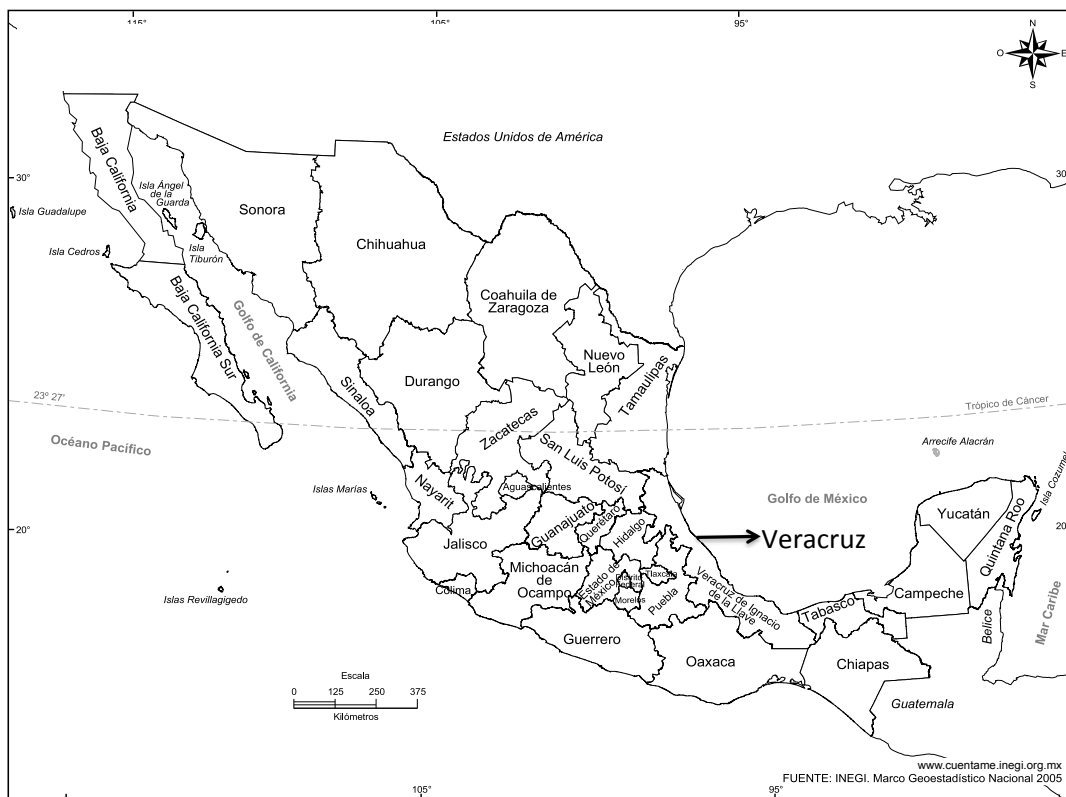 115°
105°
95°
N
O
E
S
Estados Unidos de América
30°
30
Baja California
Isla Ángel
de la
Guarda
Sonora
Isla Guadalupe
Chihuahua
Isla Cedros
Isla
Tiburón
Baja California Sur
Golfo de California
Coahuila de
Zaragoza
Nuevo
León
Tamaulipas
Sinaloa
Durango
23° 27'
Trópico de Cáncer
Océano Pacífico
Zacatecas
San Luis Potosí
Arrecife Alacrán
Isla Cozumel
Nayarit
Aguascalientes
Islas Marías
Golfo de México
Yucatán
Quintana Roo
20°
20
Guanajuato
Querétaro
Hidalgo
Jalisco
Veracruz
Michoacán
de
Ocampo
Estado de
México
Distrito
Federal
Tlaxcala
Morelos
Puebla
Veracruz de Ignacio
de la Llave
Colima
Islas Revillagigedo
Tabasco
Campeche
Belice
Mar Caribe
Guerrero
Oaxaca
Chiapas
Guatemala
Escala
0 125 250 375
Kilómetros
www.cuentame.inegi.org.mx
FUENTE: INEGI. Marco Geoestadístico Nacional 2005
105°
95°